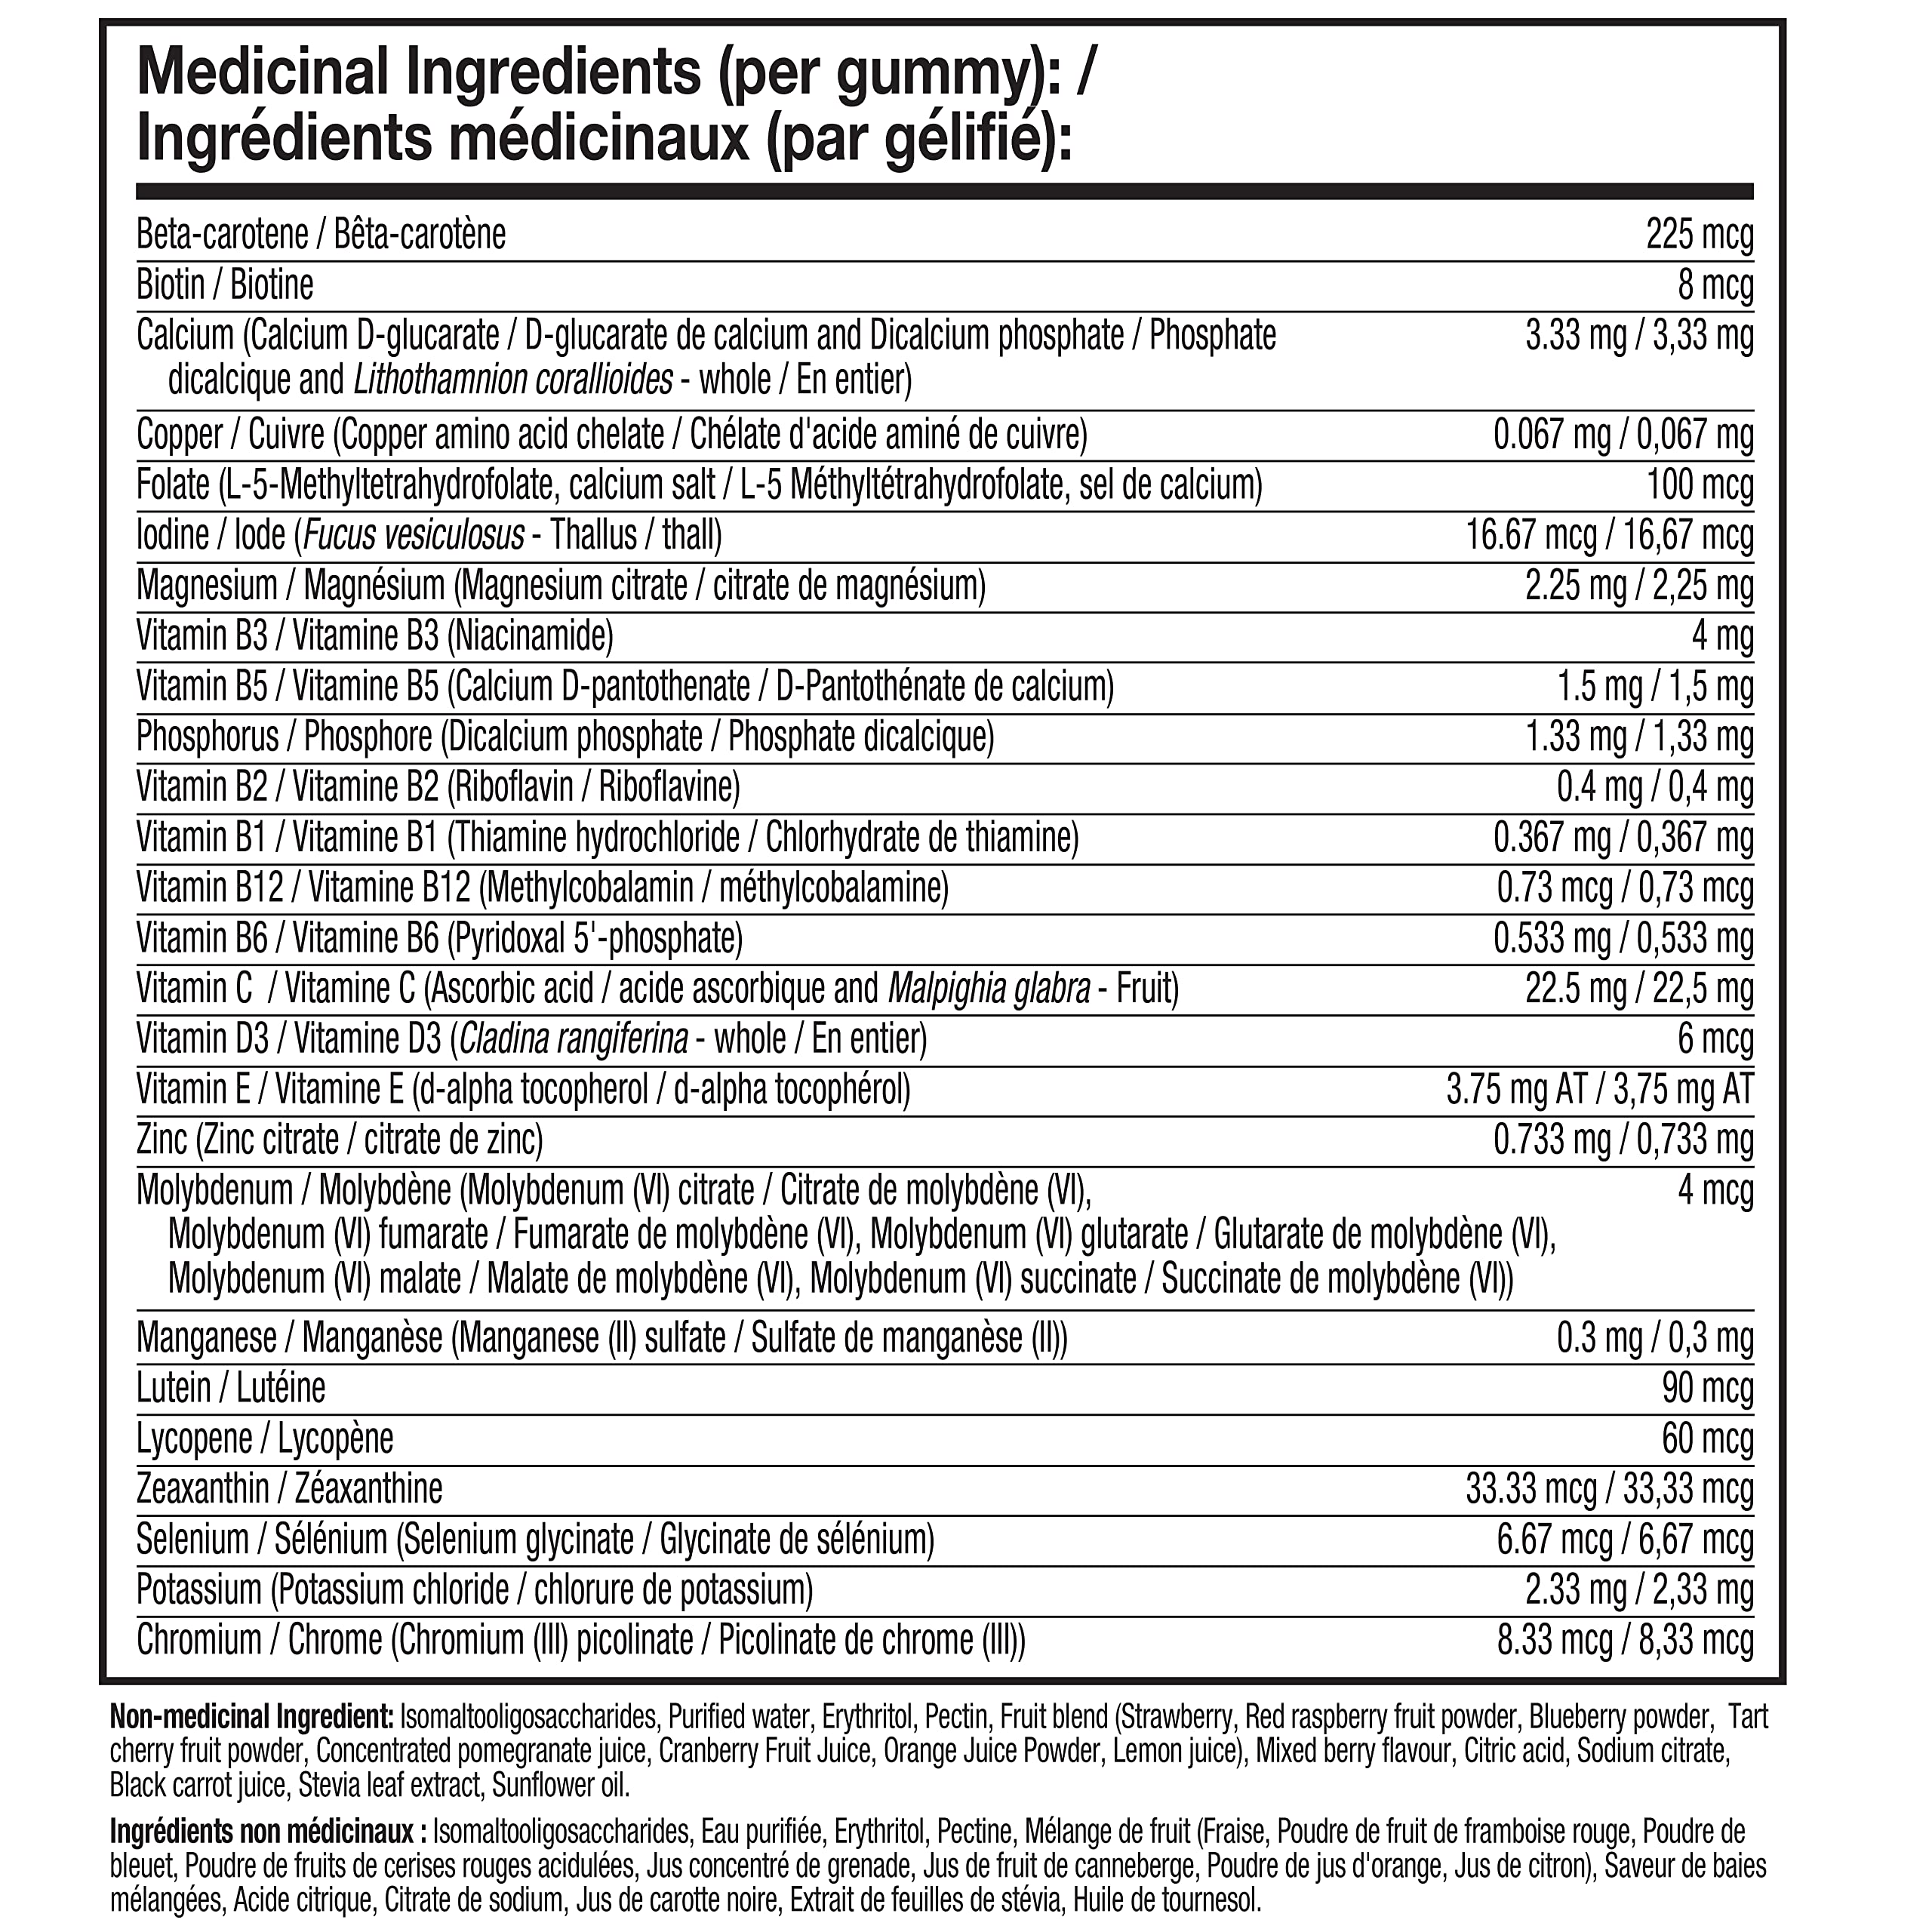 Medicinal Ingredients (per gummy): /
Ingrédients médicinaux (par gélifié):
Beta-carotene / Bêta-carotène 225 mcg
Biotin / Biotine 8 mcg
Calcium (Calcium D-glucarate / D-glucarate de calcium and Dicalcium phosphate / Phosphate 3.33 mg / 3,33 mg
dicalcique and Lithothamnion corallioides - whole / En entier)
Copper / Cuivre (Copper amino acid chelate / Chélate d'acide aminé de cuivre) 0.067 mg / 0,067 mg
Folate (L-5-Methyltetrahydrofolate, calcium salt / L-5 Méthyltétrahydrofolate, sel de calcium) 100 mcg
Iodine / Iode (Fucus vesiculosus - Thallus / thall) 16.67 mcg / 16,67 mcg
Magnesium / Magnésium (Magnesium citrate / citrate de magnésium) 2.25 mg / 2,25 mg
Vitamin B3 / Vitamine B3 (Niacinamide) 4 mg
Vitamin B5 / Vitamine B5 (Calcium D-pantothenate / D-Pantothénate de calcium) 1.5 mg / 1,5 mg
Phosphorus / Phosphore (Dicalcium phosphate / Phosphate dicalcique) 1.33 mg / 1,33 mg
Vitamin B2 / Vitamine B2 (Riboflavin / Riboflavine) 0.4 mg / 0,4 mg
Vitamin B1 / Vitamine B1 (Thiamine hydrochloride / Chlorhydrate de thiamine) 0.367 mg / 0,367 mg
Vitamin B12 / Vitamine B12 (Methylcobalamin / méthylcobalamine) 0.73 mcg / 0,73 mcg
Vitamin B6 / Vitamine B6 (Pyridoxal 5'-phosphate) 0.533 mg / 0,533 mg
Vitamin C / Vitamine C (Ascorbic acid / acide ascorbique and Malpighia glabra - Fruit) 22.5 mg / 22,5 mg
Vitamin D3 / Vitamine D3 (Cladina rangiferina - whole / En entier) 6 mcg
Vitamin E / Vitamine E (d-alpha tocopherol / d-alpha tocophérol) 3.75 mg AT / 3,75 mg AT
Zinc (Zinc citrate / citrate de zinc) 0.733 mg / 0,733 mg
Molybdenum / Molybdène (Molybdenum (VI) citrate / Citrate de molybdène (VI), 4 mcg
Molybdenum (VI) fumarate / Fumarate de molybdène (VI), Molybdenum (VI) glutarate / Glutarate de molybdène (VI),
Molybdenum (VI) malate / Malate de molybdène (VI), Molybdenum (VI) succinate / Succinate de molybdène (VI))
Manganese / Manganèse (Manganese (II) sulfate / Sulfate de manganèse (II)) 0.3 mg / 0,3 mg
Lutein / Lutéine 90 mcg
Lycopene / Lycopène 60 mcg
Zeaxanthin / Zéaxanthine 33.33 mcg / 33,33 mcg
Selenium / Sélénium (Selenium glycinate / Glycinate de sélénium) 6.67 mcg / 6,67 mcg
Potassium (Potassium chloride / chlorure de potassium) 2.33 mg / 2,33 mg
Chromium / Chrome (Chromium (III) picolinate / Picolinate de chrome (III)) 8.33 mcg / 8,33 mcg
Non-medicinal Ingredient: Isomaltooligosaccharides, Purified water, Erythritol, Pectin, Fruit blend (Strawberry, Red raspberry fruit powder, Blueberry powder, Tart
cherry fruit powder, Concentrated pomegranate juice, Cranberry Fruit Juice, Orange Juice Powder, Lemon juice), Mixed berry flavour, Citric acid, Sodium citrate,
Black carrot juice, Stevia leaf extract, Sunflower oil.
Ingrédients non médicinaux : Isomaltooligosaccharides, Eau purifiée, Erythritol, Pectine, Mélange de fruit (Fraise, Poudre de fruit de framboise rouge, Poudre de
bleuet, Poudre de fruits de cerises rouges acidulées, Jus concentré de grenade, Jus de fruit de canneberge, Poudre de jus d'orange, Jus de citron), Saveur de baies
mélangées, Acide citrique, Citrate de sodium, Jus de carotte noire, Extrait de feuilles de stévia, Huile de tournesol.